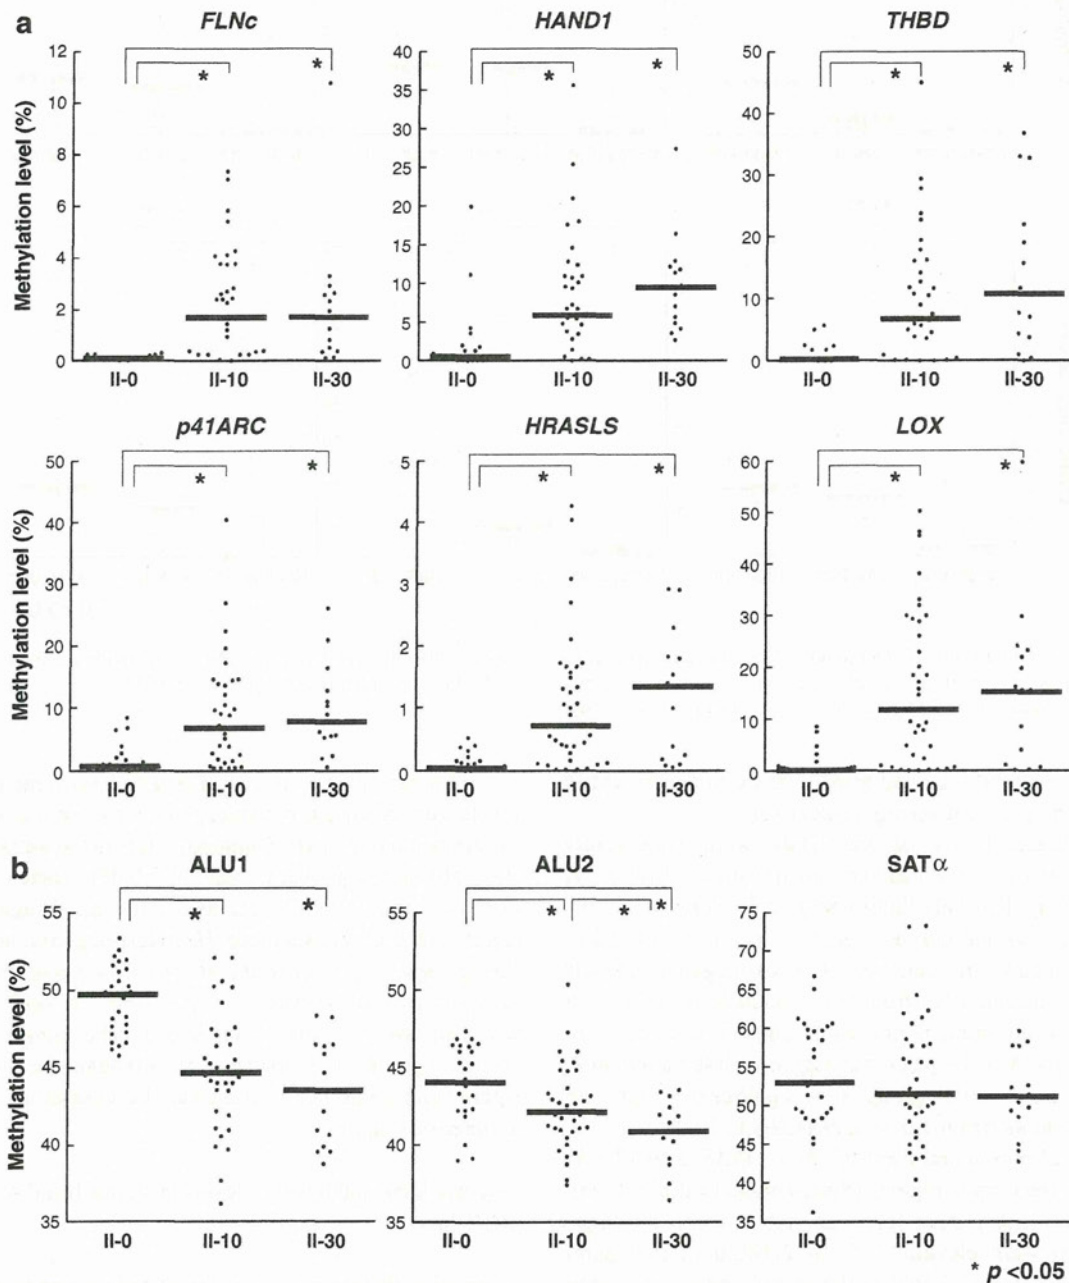 a
FLNc HAND1 THBD
Methylation level (%)
12 10 8 6 4 2 0
* *
II-0 II-10 II-30
40 35 30 25 20 15 10 5 0
* *
II-0 II-10 II-30
50 40 30 20 10 0
* *
II-0 II-10 II-30
p41ARC HRASLS LOX
Methylation level (%)
50 40 30 20 10 0
* *
II-0 II-10 II-30
5 4 3 2 1 0
* *
II-0 II-10 II-30
60 50 40 30 20 10 0
* *
II-0 II-10 II-30
b
ALU1 ALU2 SATα
Methylation level (%)
55 50 45 40 35
* *
II-0 II-10 II-30
55 50 45 40 35
* * *
II-0 II-10 II-30
75 70 65 60 55 50 45 40 35
II-0 II-10 II-30
* p <0.05